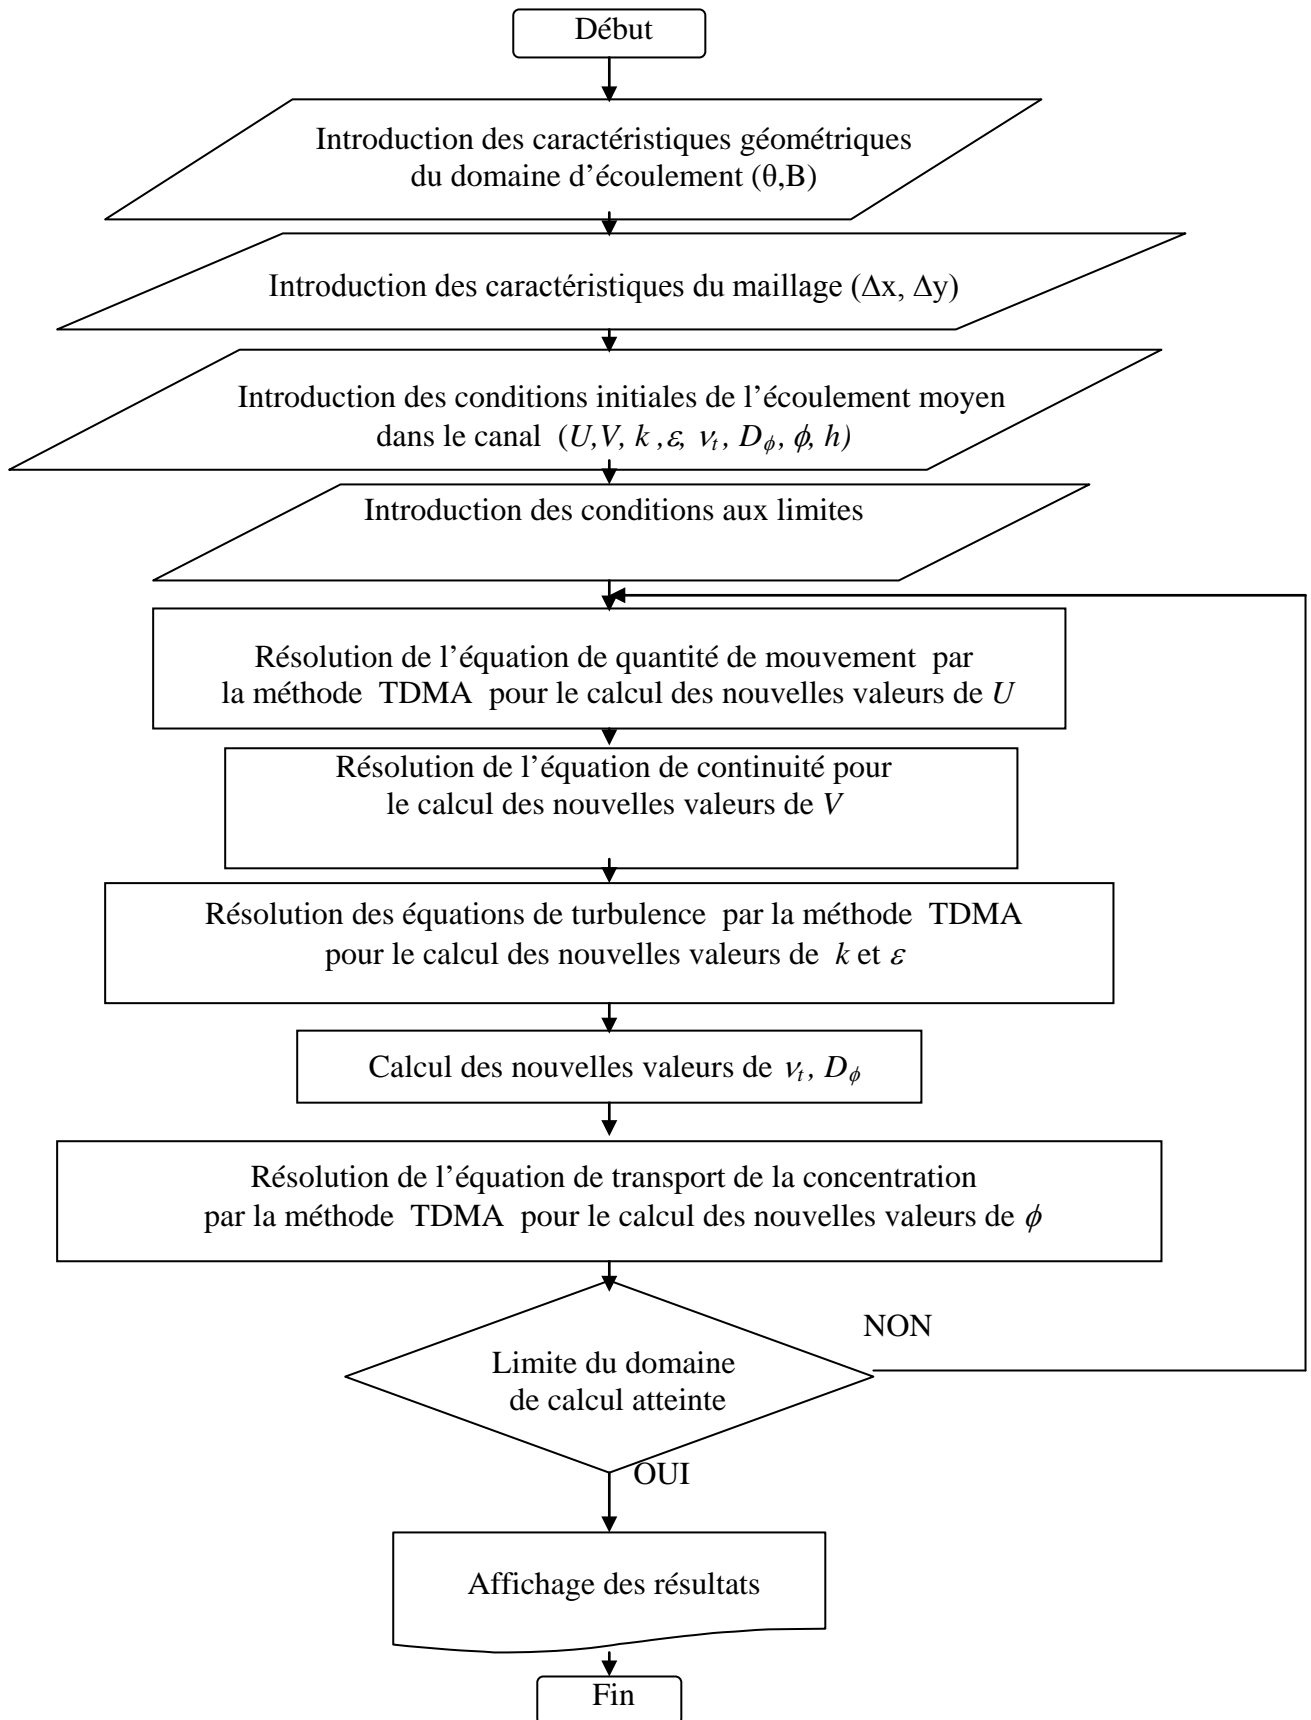 Début
Introduction des caractéristiques géométriques
du domaine d’écoulement (θ,B)
Introduction des caractéristiques du maillage (Δx, Δy)
Introduction des conditions initiales de l’écoulement moyen
dans le canal (U,V, k ,ε, νt, Dϕ, ϕ, h)
Introduction des conditions aux limites
Résolution de l’équation de quantité de mouvement par
la méthode TDMA pour le calcul des nouvelles valeurs de U
Résolution de l’équation de continuité pour
le calcul des nouvelles valeurs de V
Résolution des équations de turbulence par la méthode TDMA
pour le calcul des nouvelles valeurs de k et ε
Calcul des nouvelles valeurs de νt, Dϕ
Résolution de l’équation de transport de la concentration
par la méthode TDMA pour le calcul des nouvelles valeurs de ϕ
NON
Limite du domaine
de calcul atteinte
OUI
Affichage des résultats
Fin